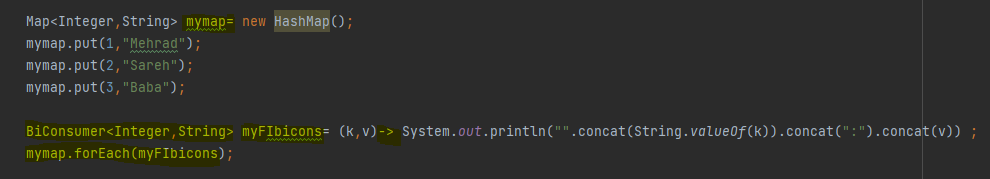 Map<Integer,String> mymap= new HashMap();
mymap.put(1,"Mehrad");
mymap.put(2,"Sareh");
mymap.put(3,"Baba");
BiConsumer<Integer,String> myFIbicons= (k,v)-> System.out.println("".concat(String.valueOf(k)).concat(":").concat(v)) ;
mymap.forEach(myFIbicons);